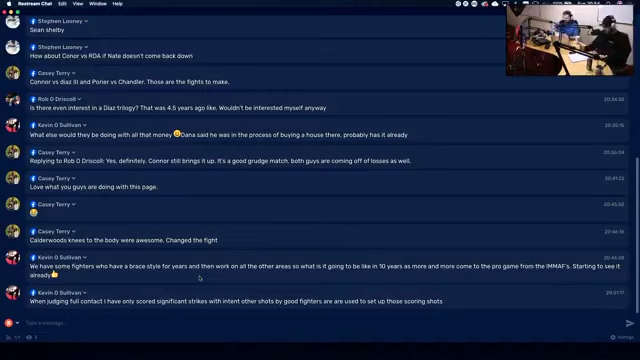 Restream Chat File Edit View Window Help
Stephen Looney
Sean shelby
Stephen Looney
How about Conor vs RDA if Nate doesn't come back down
Casey Terry
Connor vs diaz III and Porier vs Chandler. Those are the fights to make.
Rob O Driscoll
Is there even interest in a Diaz trilogy? That was 4.5 years ago like. Wouldn't be interested myself anyway
20:34:55
Kevin O Sullivan
What else would they be doing with all that money 😀Dana said he was in the process of buying a house there, probably has it already
20:35:15
Casey Terry
Replying to Rob O Driscoll: Yes, definitely. Connor still brings it up. It's a good grudge match, both guys are coming off of losses as well.
20:36:04
Casey Terry
Love what you guys are doing with this page.
20:41:22
Casey Terry
😂
20:45:02
Casey Terry
Calderwoods knees to the body were awesome. Changed the fight
20:46:16
Kevin O Sullivan
We have some fighters who have a brace style for years and then work on all the other areas so what is it going to be like in 10 years as more and more come to the pro game from the IMMAF's. Starting to see it
already👍
20:46:28
Kevin O Sullivan
When judging full contact I have only scored significant strikes with intent other shots by good fighters are are used to set up those scoring shots
20:51:17
Type a message...
Settings